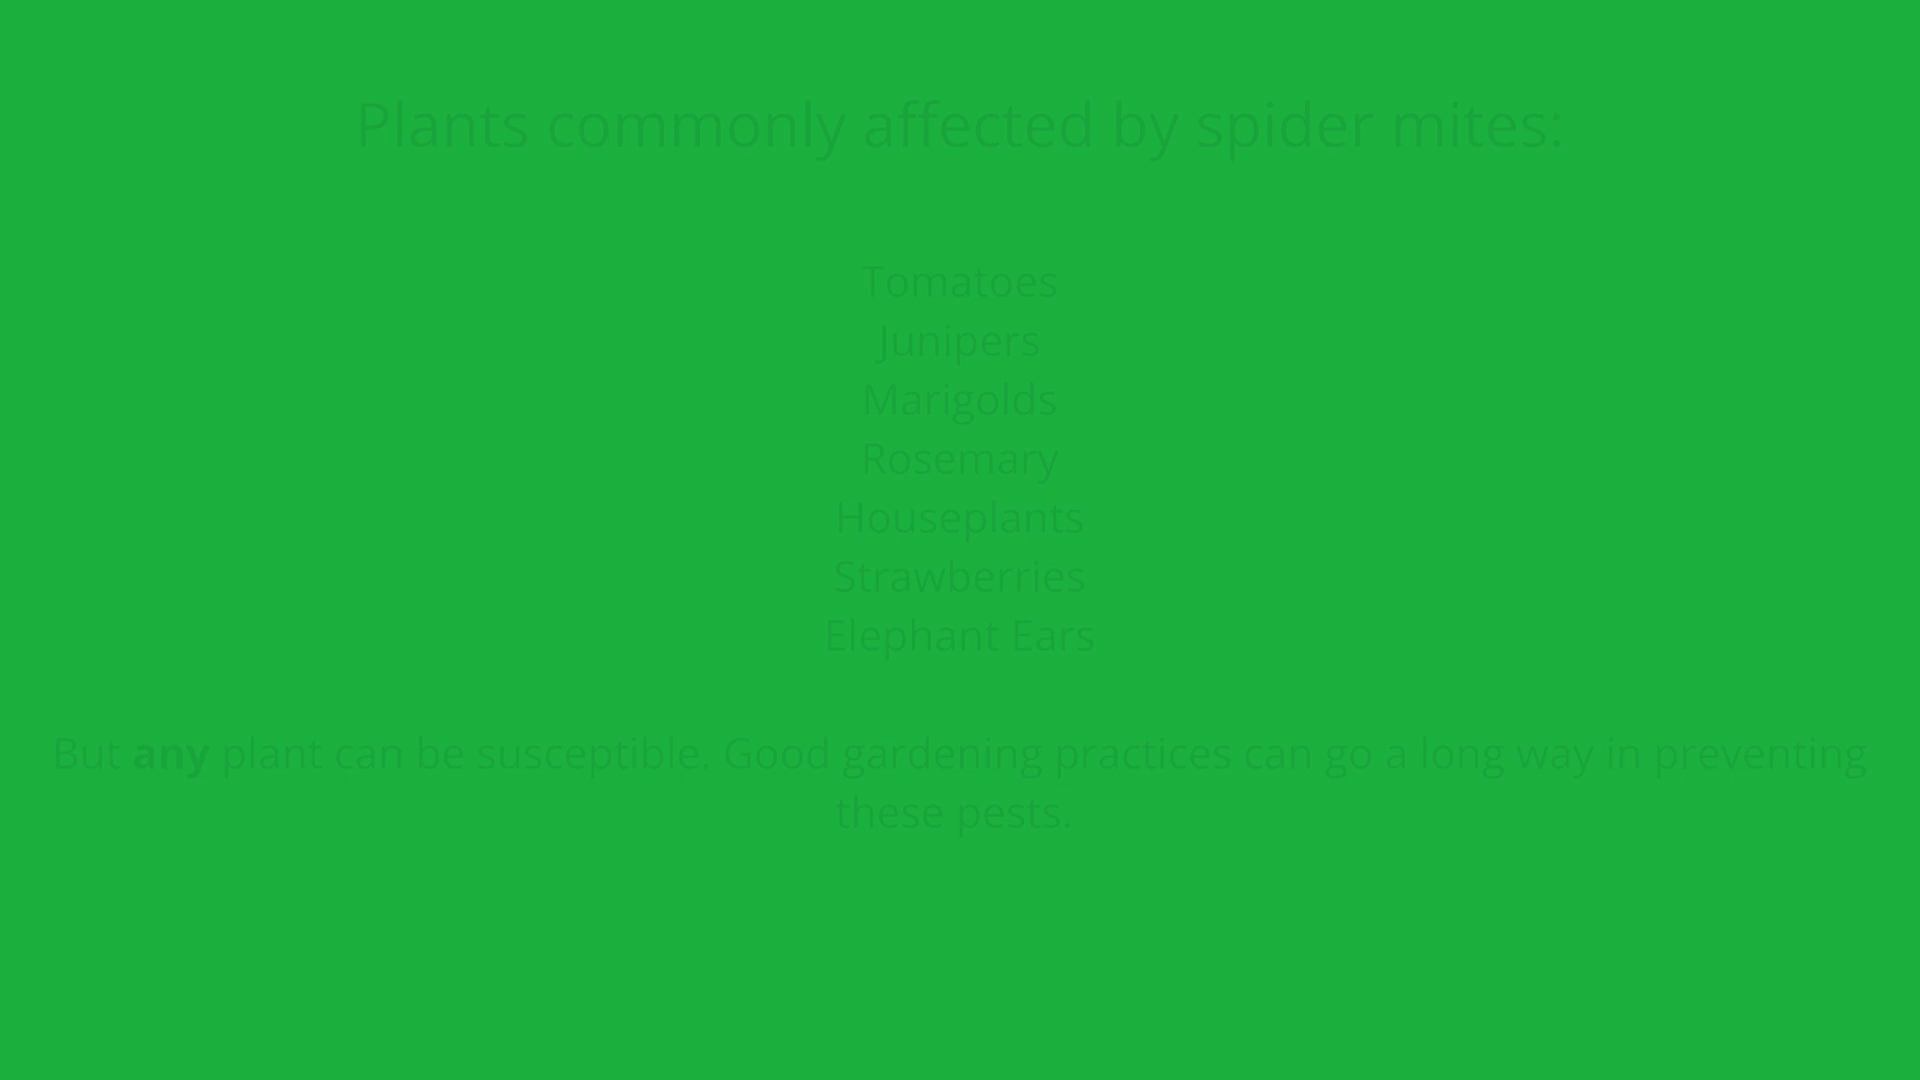 Plants commonly affected by spider mites:
Tomatoes
Junipers
Marigolds
Rosemary
Houseplants
Strawberries
Elephant Ears
But any plant can be susceptible. Good gardening practices can go a long way in preventing
these pests.